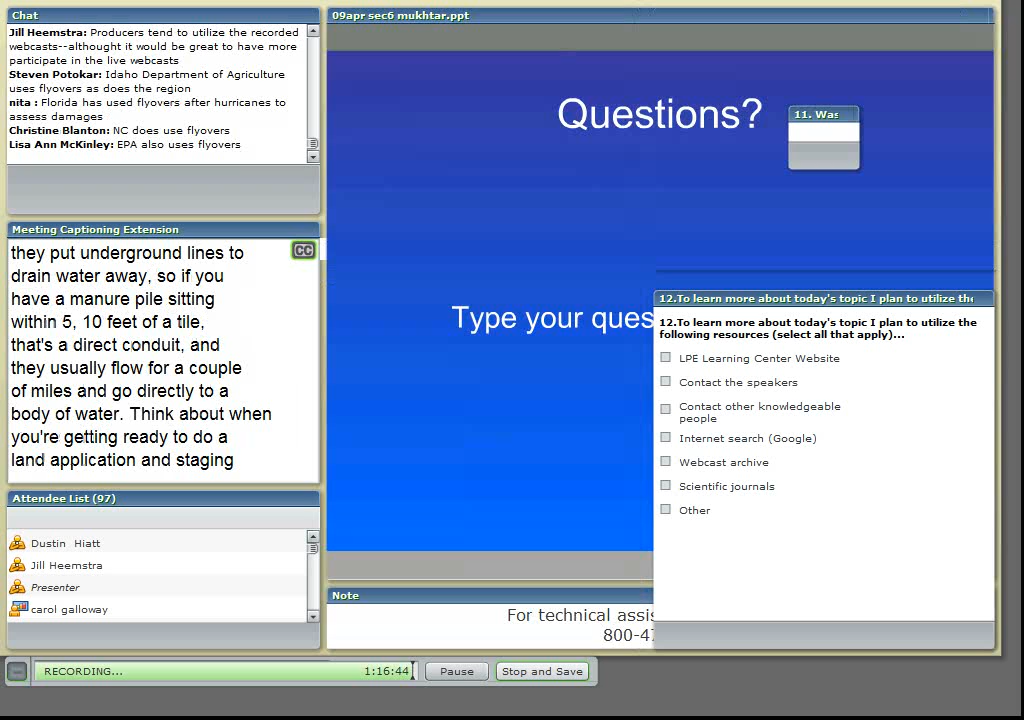 Chat
Jill Heemstra: Producers tend to utilize the recorded
webcasts--althought it would be great to have more
participate in the live webcasts
Steven Potokar: Idaho Department of Agriculture
uses flyovers as does the region
nita : Florida has used flyovers after hurricanes to
assess damages
Christine Blanton: NC does use flyovers
Lisa Ann McKinley: EPA also uses flyovers
Meeting Captioning Extension
CC
they put underground lines to
drain water away, so if you
have a manure pile sitting
within 5, 10 feet of a tile,
that's a direct conduit, and
they usually flow for a couple
of miles and go directly to a
body of water. Think about when
you're getting ready to do a
land application and staging
Attendee List (97)
Dustin Hiatt
Jill Heemstra
Presenter
carol galloway
09apr sec6 mukhtar.ppt
Questions?
11. Was
Type your ques
12.To learn more about today's topic I plan to utilize the
12.To learn more about today's topic I plan to utilize the
following resources (select all that apply)...
LPE Learning Center Website
Contact the speakers
Contact other knowledgeable
people
Internet search (Google)
Webcast archive
Scientific journals
Other
Note
For technical assis
800-47
RECORDING...
1:16:44
Pause
Stop and Save